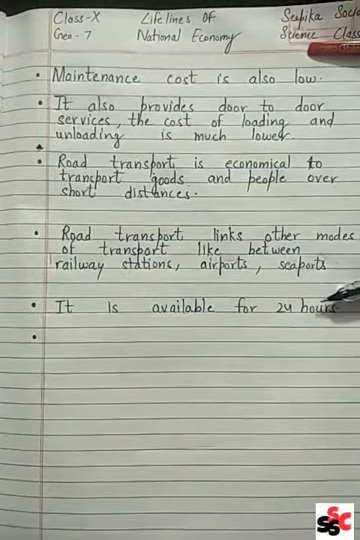 Class-X Lifelines Of Seepika Social
Geo-7 National Economy Science Class
• Maintenance cost is also low.
• It also provides door to door
services, the cost of loading and
unloading is much lower.
• Road transport is economical to
transport goods and people over
short distances.
• Road transport links other modes
of transport like between
railway stations, airports, seaports
• It is available for 24 hours
•
SSC